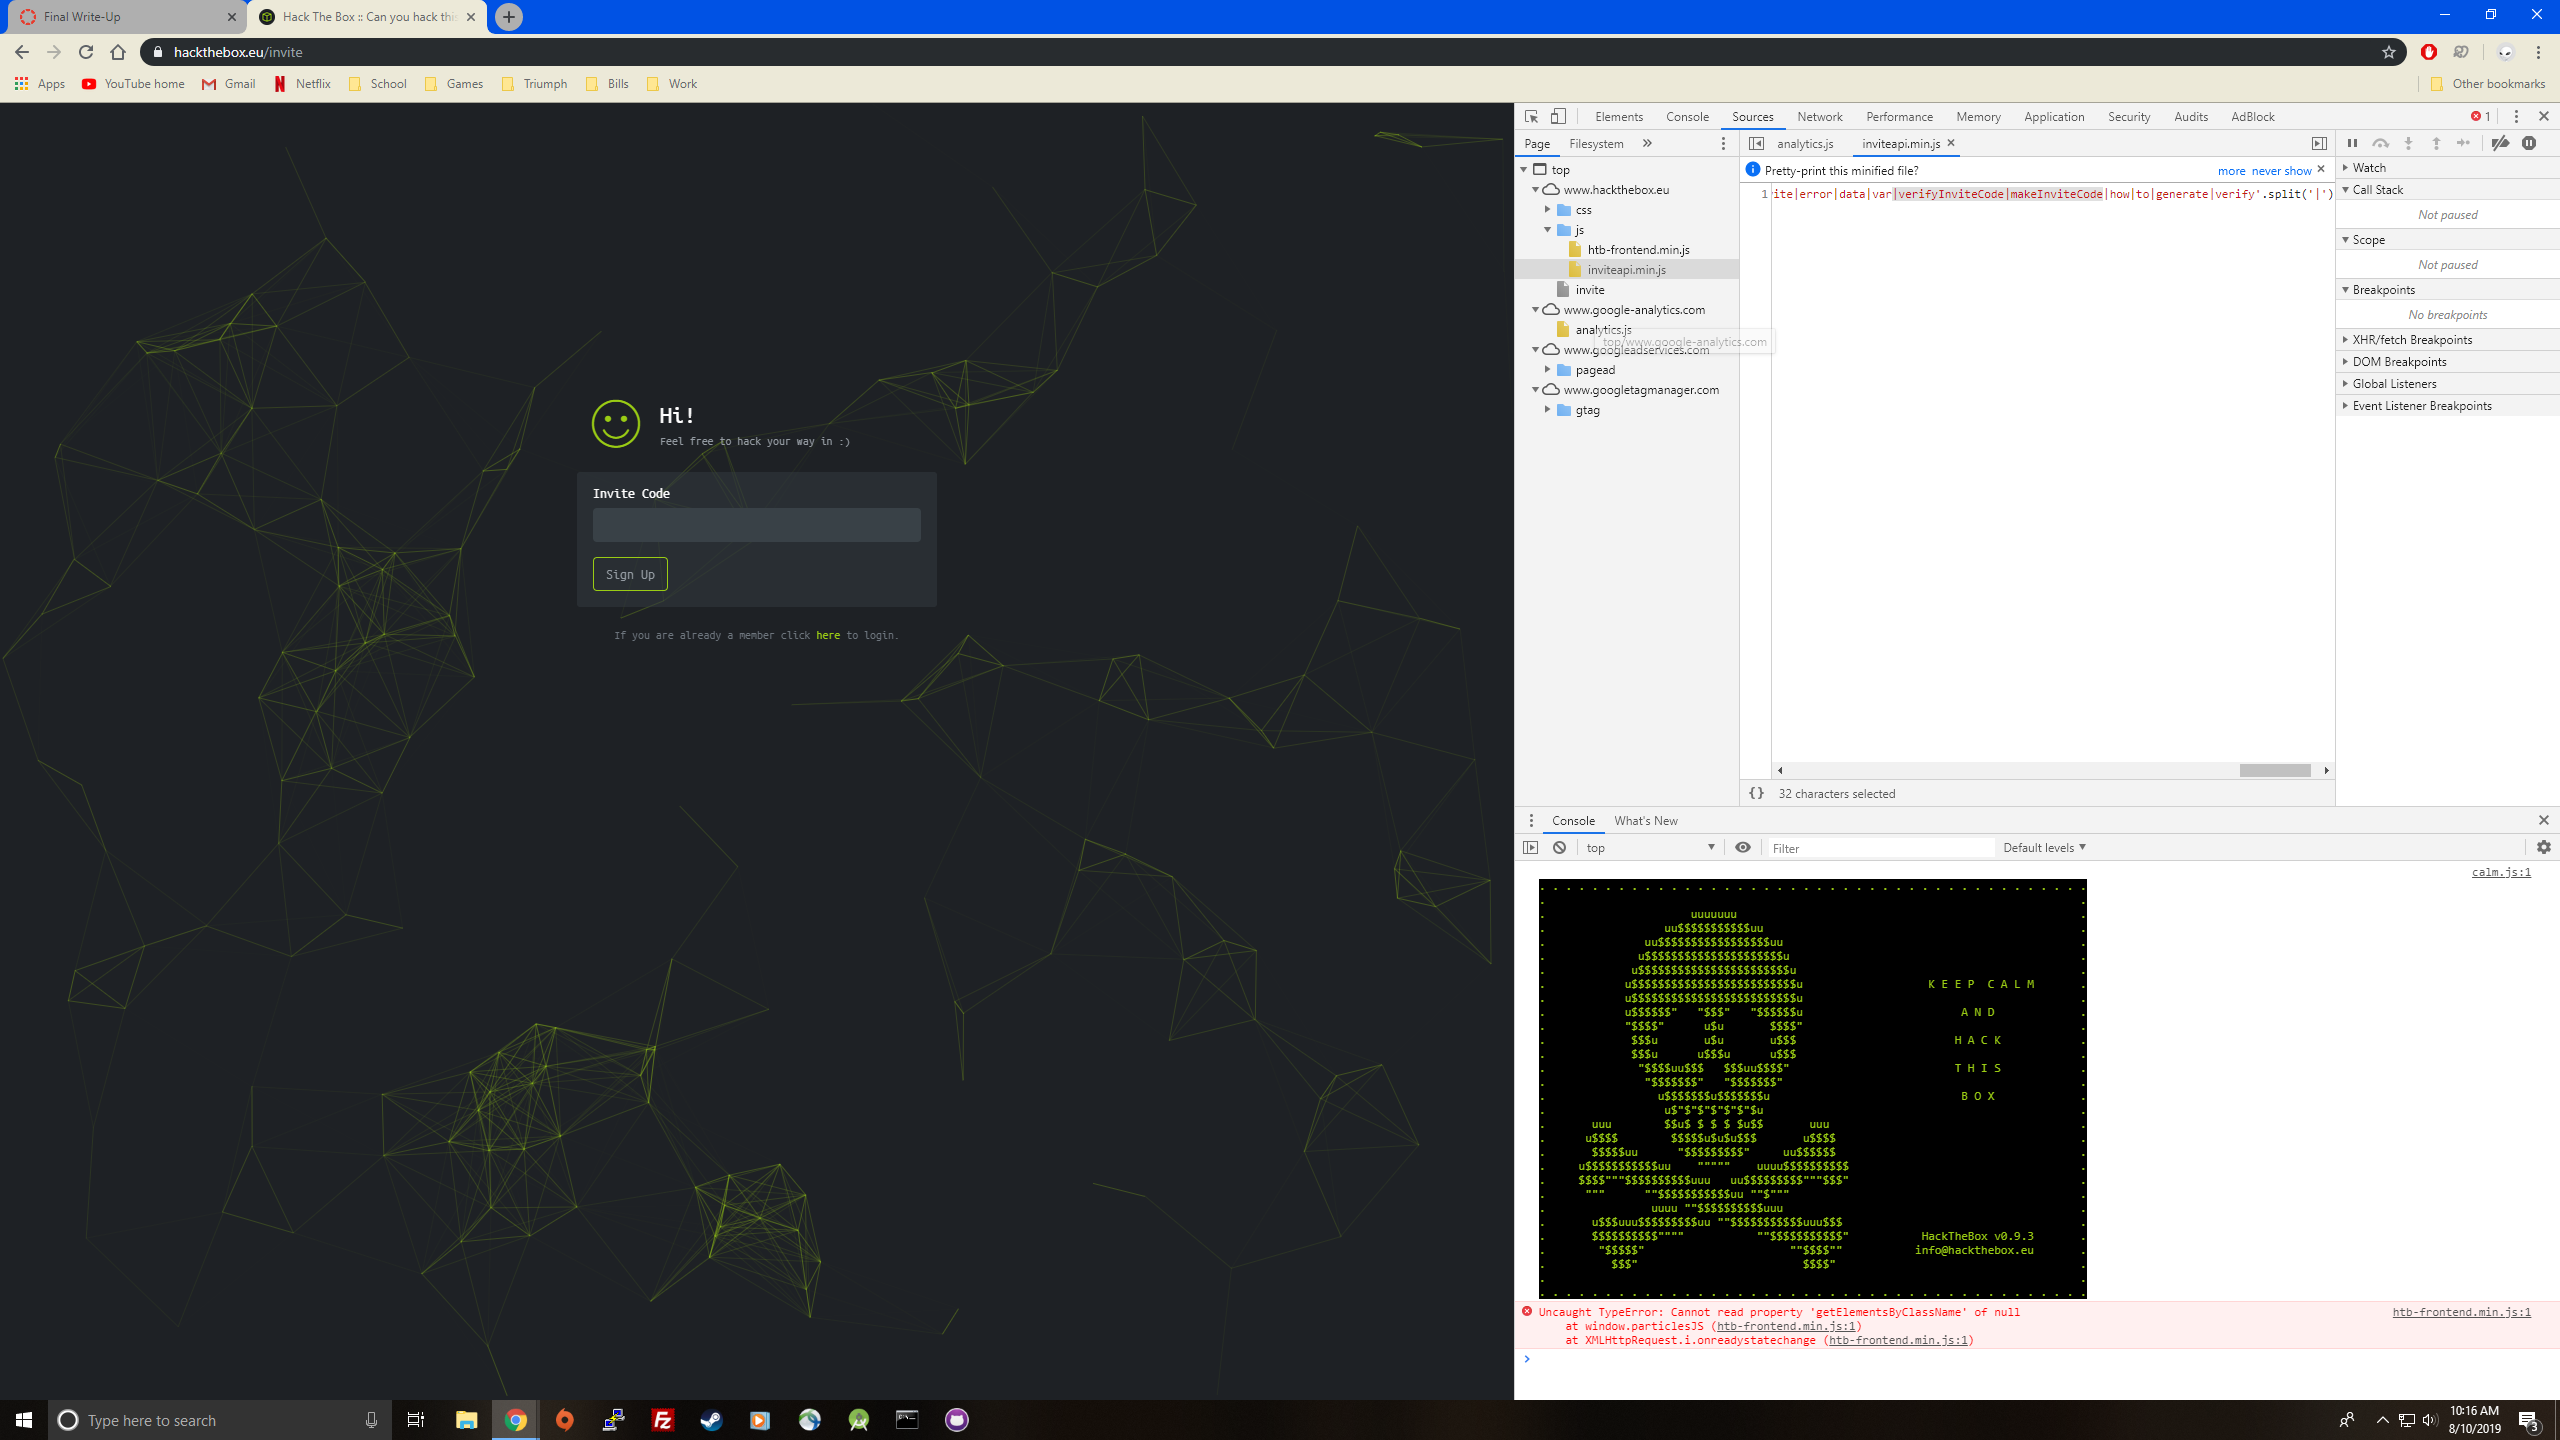 Final Write-Up
Hack The Box :: Can you hack this
hackthebox.eu/invite
Apps YouTube home Gmail Netflix School Games Triumph Bills Work Other bookmarks
Hi!
Feel free to hack your way in :)
Invite Code
Sign Up
If you are already a member click here to login.
Elements Console Sources Network Performance Memory Application Security Audits AdBlock 1
Page Filesystem
top
www.hackthebox.eu
css
js
htb-frontend.min.js
inviteapi.min.js
invite
www.google-analytics.com
analytics.js
top/www.google-analytics.com
www.googleadservices.com
pagead
www.googletagmanager.com
gtag
analytics.js inviteapi.min.js
Pretty-print this minified file? more never show
1 ite|error|data|var|verifyInviteCode|makeInviteCode|how|to|generate|verify'.split('|')
{} 32 characters selected
Watch
Call Stack
Not paused
Scope
Not paused
Breakpoints
No breakpoints
XHR/fetch Breakpoints
DOM Breakpoints
Global Listeners
Event Listener Breakpoints
Console What's New
top Filter Default levels
calm.js:1
KEEP CALM
AND
HACK
THIS
BOX
HackTheBox v0.9.3
info@hackthebox.eu
Uncaught TypeError: Cannot read property 'getElementsByClassName' of null htb-frontend.min.js:1
at window.particlesJS (htb-frontend.min.js:1)
at XMLHttpRequest.i.onreadystatechange (htb-frontend.min.js:1)
Type here to search
10:16 AM
8/10/2019
3